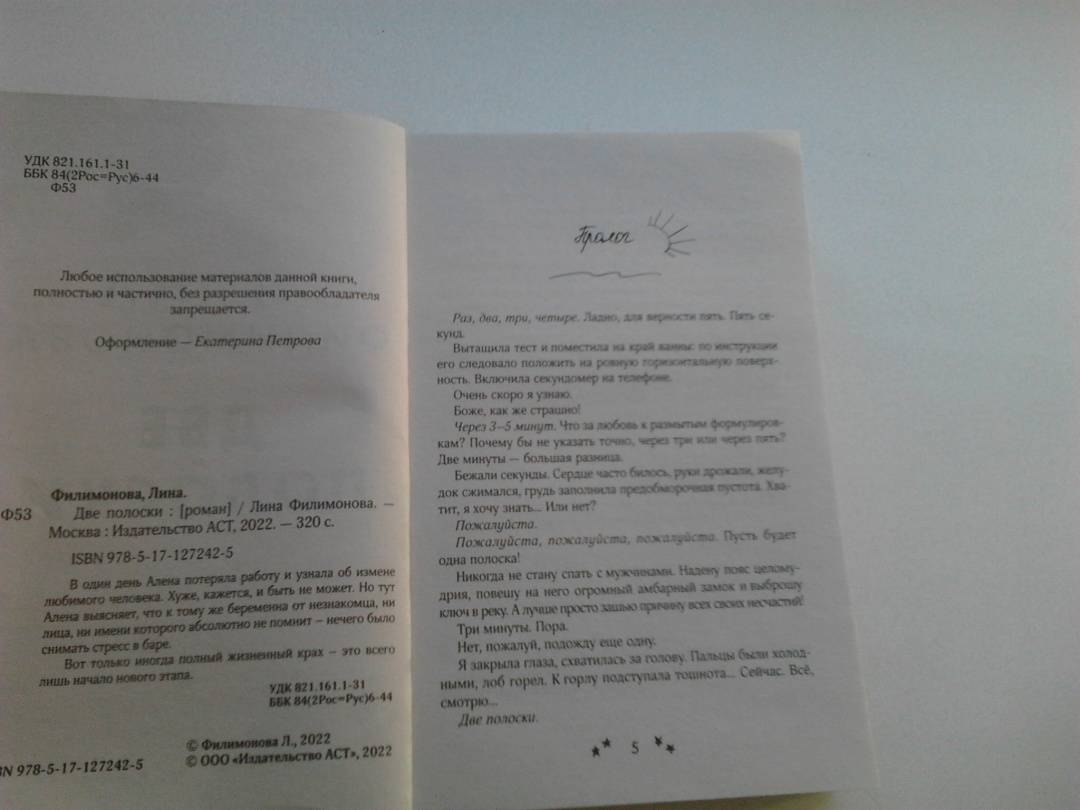 УДК 821.161.1-31
ББК 84(2Рос=Рус)6-44
Ф53
Любое использование материалов данной книги,
полностью и частично, без разрешения правообладателя
запрещается.
Оформление — Екатерина Петрова
Филимонова, Лина.
Ф53 Две полоски : [роман] / Лина Филимонова. —
Москва : Издательство АСТ, 2022. — 320 с.
ISBN 978-5-17-127242-5
В один день Алена потеряла работу и узнала об измене
любимого человека. Хуже, кажется, и быть не может. Но тут
Алена выясняет, что к тому же беременна от незнакомца, ни
лица, ни имени которого абсолютно не помнит – нечего было
снимать стресс в баре.
Вот только иногда полный жизненный крах – это всего
лишь начало нового этапа.
УДК 821.161.1-31
ББК 84(2Рос=Рус)6-44
© Филимонова Л., 2022
© ООО «Издательство АСТ», 2022
BN 978-5-17-127242-5
Пролог
Раз, два, три, четыре. Ладно, для верности пять. Пять се-
кунд.
Вытащила тест и поместила на край ванны: по инструкции
его следовало положить на ровную горизонтальную поверх-
ность. Включила секундомер на телефоне.
Очень скоро я узнаю.
Боже, как же страшно!
Через 3–5 минут. Что за любовь к размытым формулиров-
кам? Почему бы не указать точно, через три или через пять?
Две минуты — большая разница.
Бежали секунды. Сердце часто билось, руки дрожали, желу-
док сжимался, грудь заполнила предобморочная пустота. Хва-
тит, я хочу знать... Или нет?
Пожалуйста.
Пожалуйста, пожалуйста, пожалуйста. Пусть будет
одна полоска!
Никогда не стану спать с мужчинами. Надену пояс целому-
дрия, повешу на него огромный амбарный замок и выброшу
ключ в реку. А лучше просто зашью причину всех своих несчастий!
Три минуты. Пора.
Нет, пожалуй, подожду еще одну.
Я закрыла глаза, схватилась за голову. Пальцы были холод-
ными, лоб горел. К горлу подступала тошнота... Сейчас. Всё,
смотрю...
Две полоски.
5